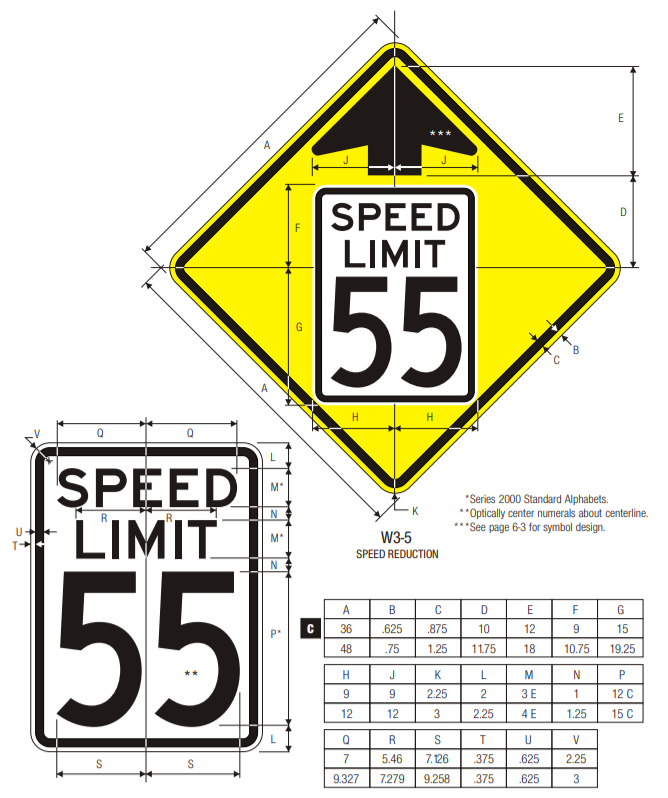 A
E
***
J J
SPEED
LIMIT
55
F
D
G
A
B
C
H H
K
V
Q Q
L
SPEED
M*
N
R R
LIMIT
M*
N
U
T
55
**
P*
L
S S
*Series 2000 Standard Alphabets.
**Optically center numerals about centerline.
***See page 6-3 for symbol design.
W3-5
SPEED REDUCTION
C
A B C D E F G
36 .625 .875 10 12 9 15
48 .75 1.25 11.75 18 10.75 19.25
H J K L M N P
9 9 2.25 2 3 E 1 12 C
12 12 3 2.25 4 E 1.25 15 C
Q R S T U V
7 5.46 7.126 .375 .625 2.25
9.327 7.279 9.258 .375 .625 3